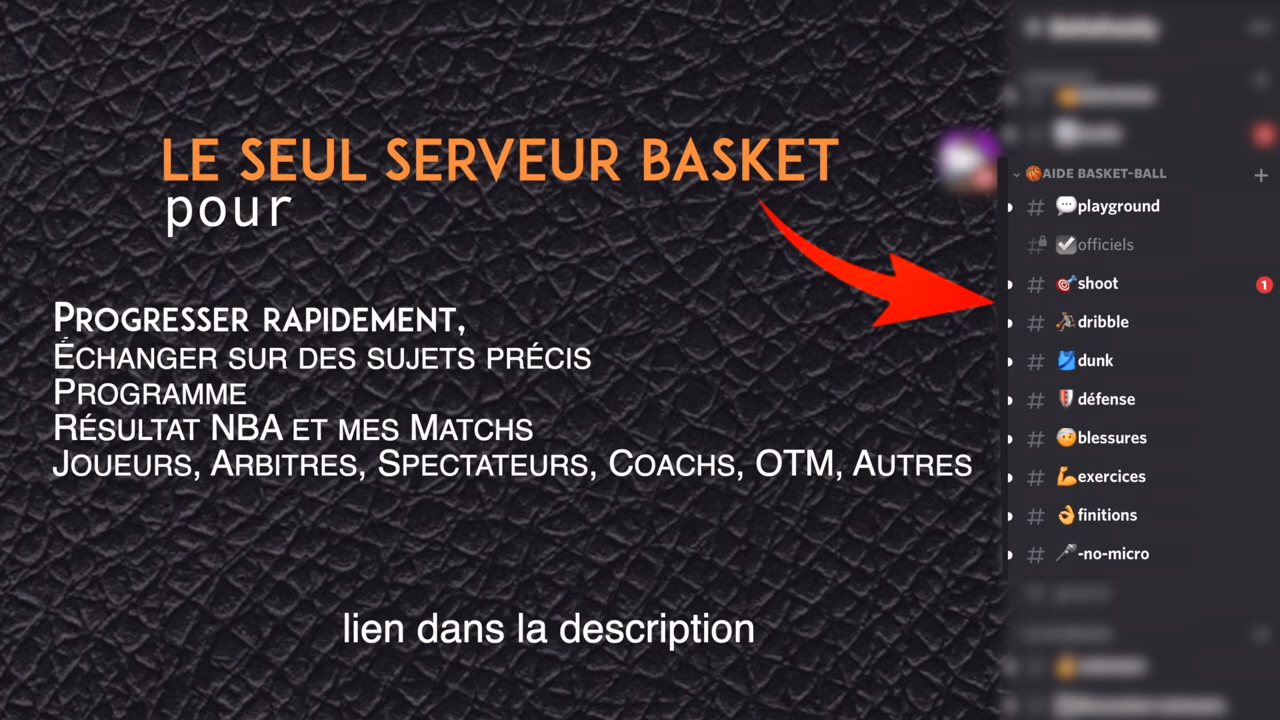 LE SEUL SERVEUR BASKET
pour
PROGRESSER RAPIDEMENT,
ÉCHANGER SUR DES SUJETS PRÉCIS
PROGRAMME
RÉSULTAT NBA ET MES MATCHS
JOUEURS, ARBITRES, SPECTATEURS, COACHS, OTM, AUTRES
lien dans la description
🏀AIDE BASKET-BALL +
# 💬playground
# ✅officiels
# 🎯shoot 1
# dribble
# dunk
# défense
# 🤕blessures
# 💪exercices
# 👌finitions
# 🎤-no-micro